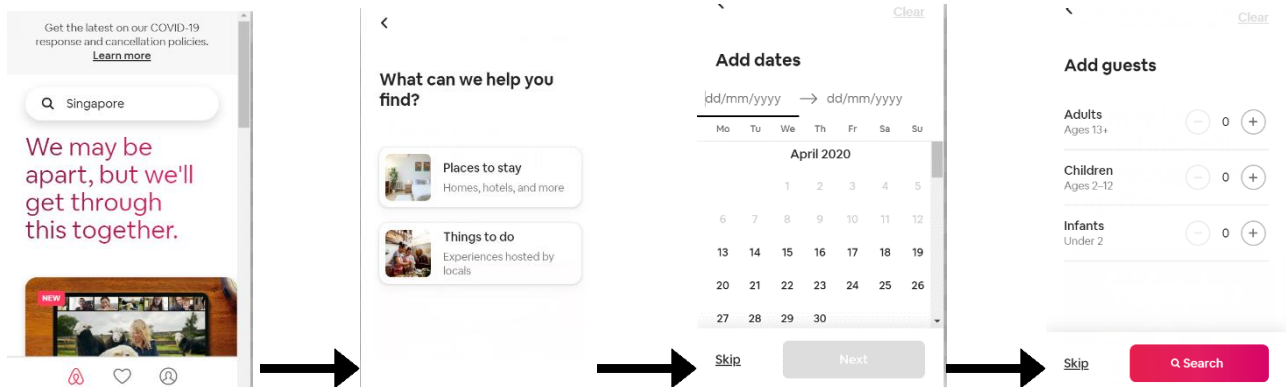 Get the latest on our COVID-19
response and cancellation policies.
Learn more
Singapore
We may be
apart, but we'll
get through
this together.
NEW
What can we help you
find?
Places to stay
Homes, hotels, and more
Things to do
Experiences hosted by
locals
Clear
Add dates
dd/mm/yyyy → dd/mm/yyyy
Mo Tu We Th Fr Sa Su
April 2020
1 2 3 4 5
6 7 8 9 10 11 12
13 14 15 16 17 18 19
20 21 22 23 24 25 26
27 28 29 30
Skip Next
Clear
Add guests
Adults
Ages 13+
0
Children
Ages 2–12
0
Infants
Under 2
0
Skip Search